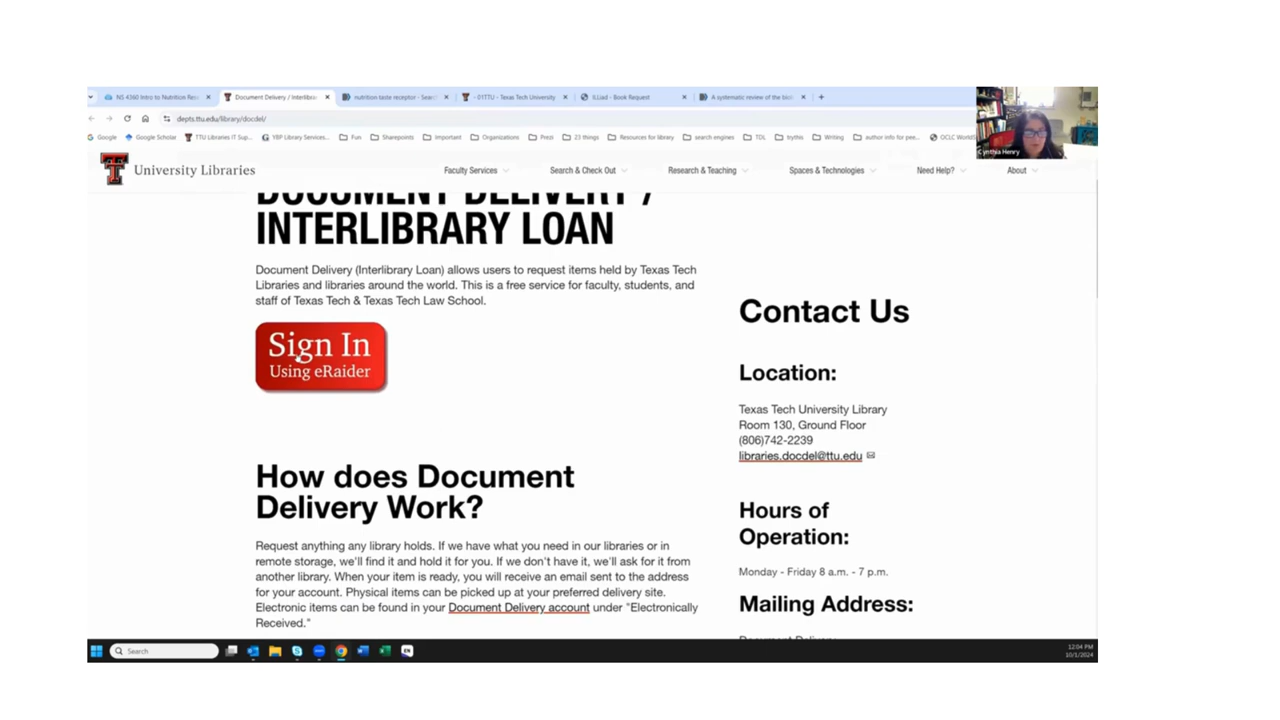 NS 4360 Intro to Nutrition Res
Document Delivery / Interlibra
nutrition taste receptor - Searc
- 01TTU - Texas Tech University
ILLiad - Book Request
A systematic review of the biol
depts.ttu.edu/library/docdel/
Google
Google Scholar
TTU Libraries IT Sup...
YBP Library Services...
Fun
Sharepoints
Important
Organizations
Prezi
23 things
Resources for library
search engines
TDL
trythis
Writing
author info for pee...
OCLC WorldS
Cynthia Henry
University Libraries
Faculty Services
Search & Check Out
Research & Teaching
Spaces & Technologies
Need Help?
About
DOCUMENT DELIVERY /
INTERLIBRARY LOAN
Document Delivery (Interlibrary Loan) allows users to request items held by Texas Tech
Libraries and libraries around the world. This is a free service for faculty, students, and
staff of Texas Tech & Texas Tech Law School.
Sign In
Using eRaider
How does Document
Delivery Work?
Request anything any library holds. If we have what you need in our libraries or in
remote storage, we'll find it and hold it for you. If we don't have it, we'll ask for it from
another library. When your item is ready, you will receive an email sent to the address
for your account. Physical items can be picked up at your preferred delivery site.
Electronic items can be found in your Document Delivery account under "Electronically
Received."
Contact Us
Location:
Texas Tech University Library
Room 130, Ground Floor
(806)742-2239
libraries.docdel@ttu.edu
Hours of
Operation:
Monday - Friday 8 a.m. - 7 p.m.
Mailing Address:
Document Delivery
Search
12:04 PM
10/1/2024